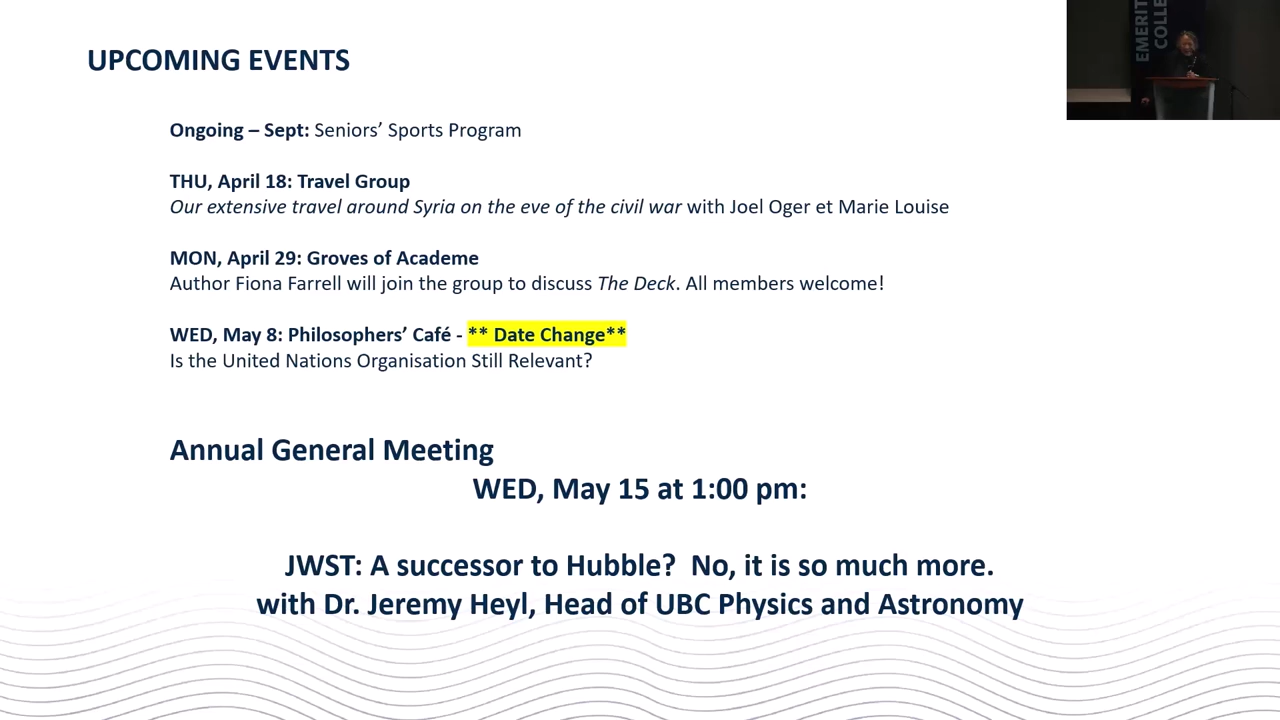 UPCOMING EVENTS
Ongoing – Sept: Seniors’ Sports Program
THU, April 18: Travel Group
Our extensive travel around Syria on the eve of the civil war with Joel Oger et Marie Louise
MON, April 29: Groves of Academe
Author Fiona Farrell will join the group to discuss The Deck. All members welcome!
WED, May 8: Philosophers’ Café - ** Date Change**
Is the United Nations Organisation Still Relevant?
Annual General Meeting
WED, May 15 at 1:00 pm:
JWST: A successor to Hubble?  No, it is so much more.
with Dr. Jeremy Heyl, Head of UBC Physics and Astronomy
EMERIT
COLLE